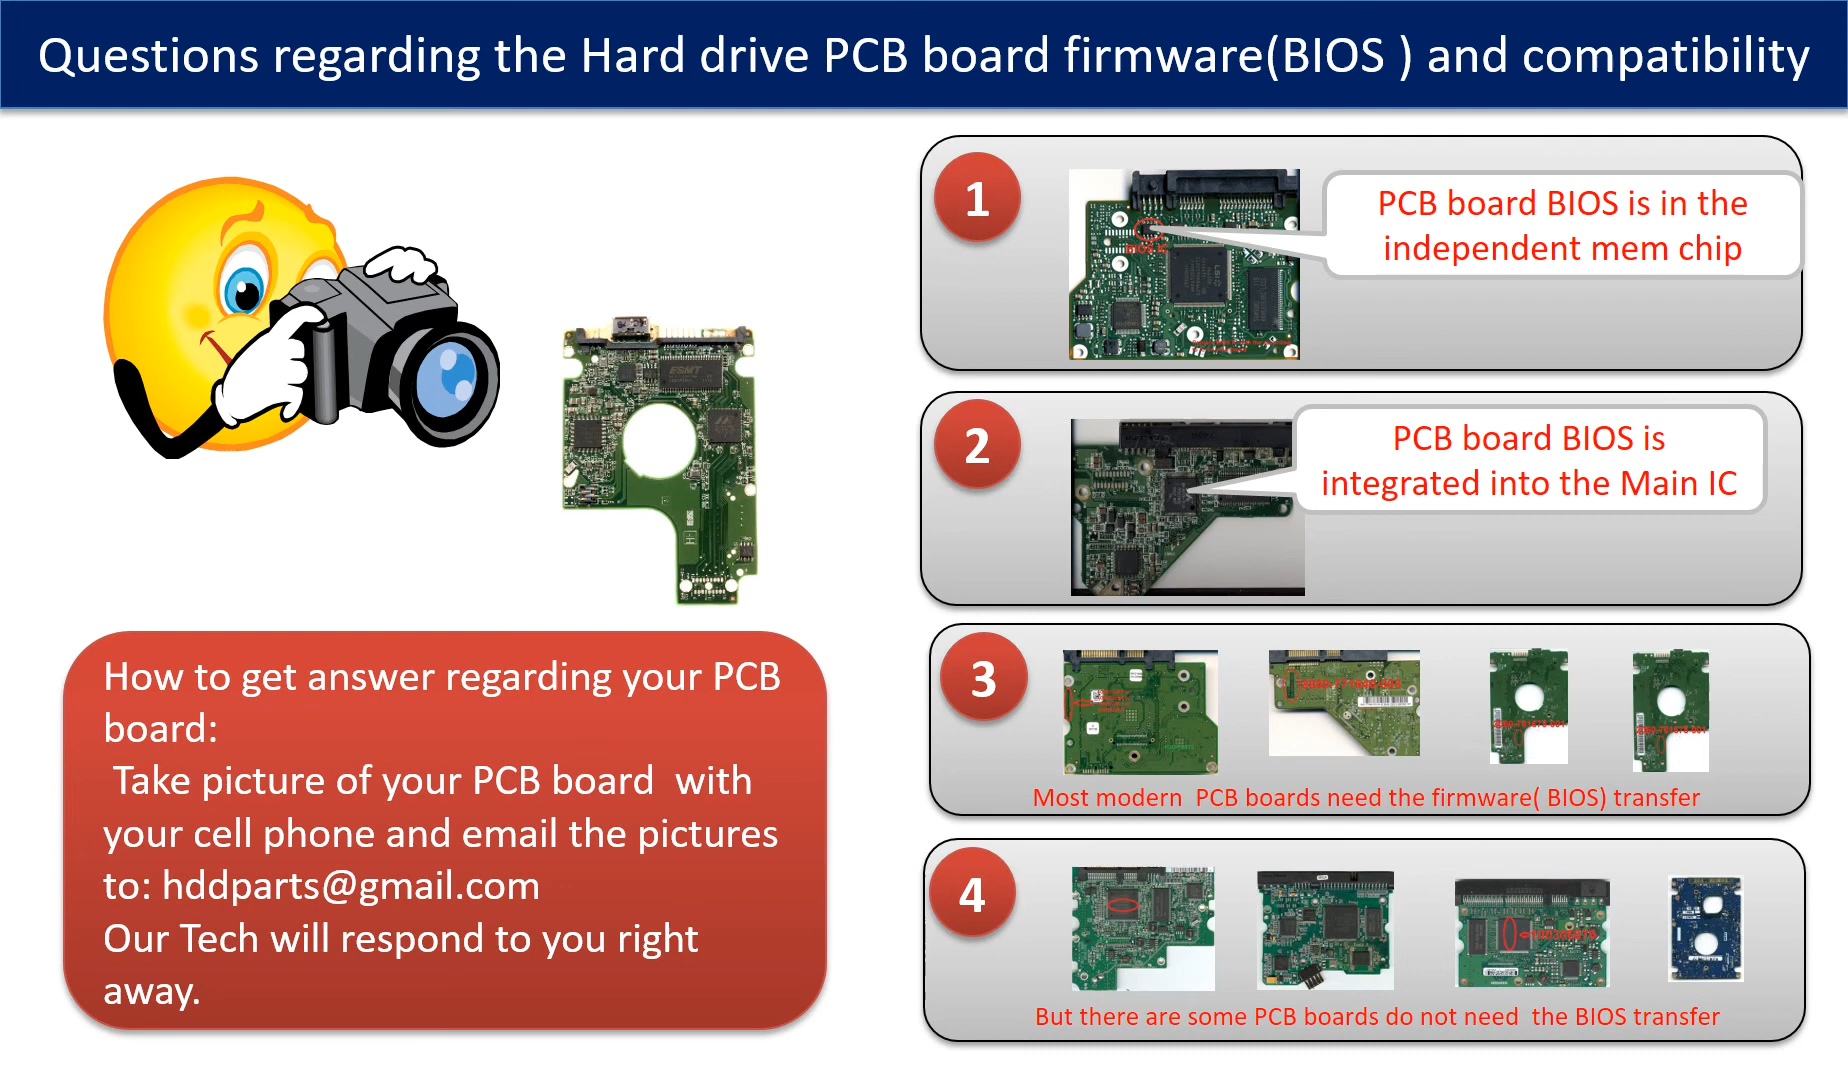 Questions regarding the Hard drive PCB board firmware(BIOS ) and compatibility
1
PCB board BIOS is in the
independent mem chip
BIOS IC
LSI
ESMT
2
PCB board BIOS is
integrated into the Main IC
How to get answer regarding your PCB
board:
Take picture of your PCB board  with
your cell phone and email the pictures
to: hddparts@gmail.com
Our Tech will respond to you right
away.
3
Most modern  PCB boards need the firmware( BIOS) transfer
4
But there are some PCB boards do not need  the BIOS transfer